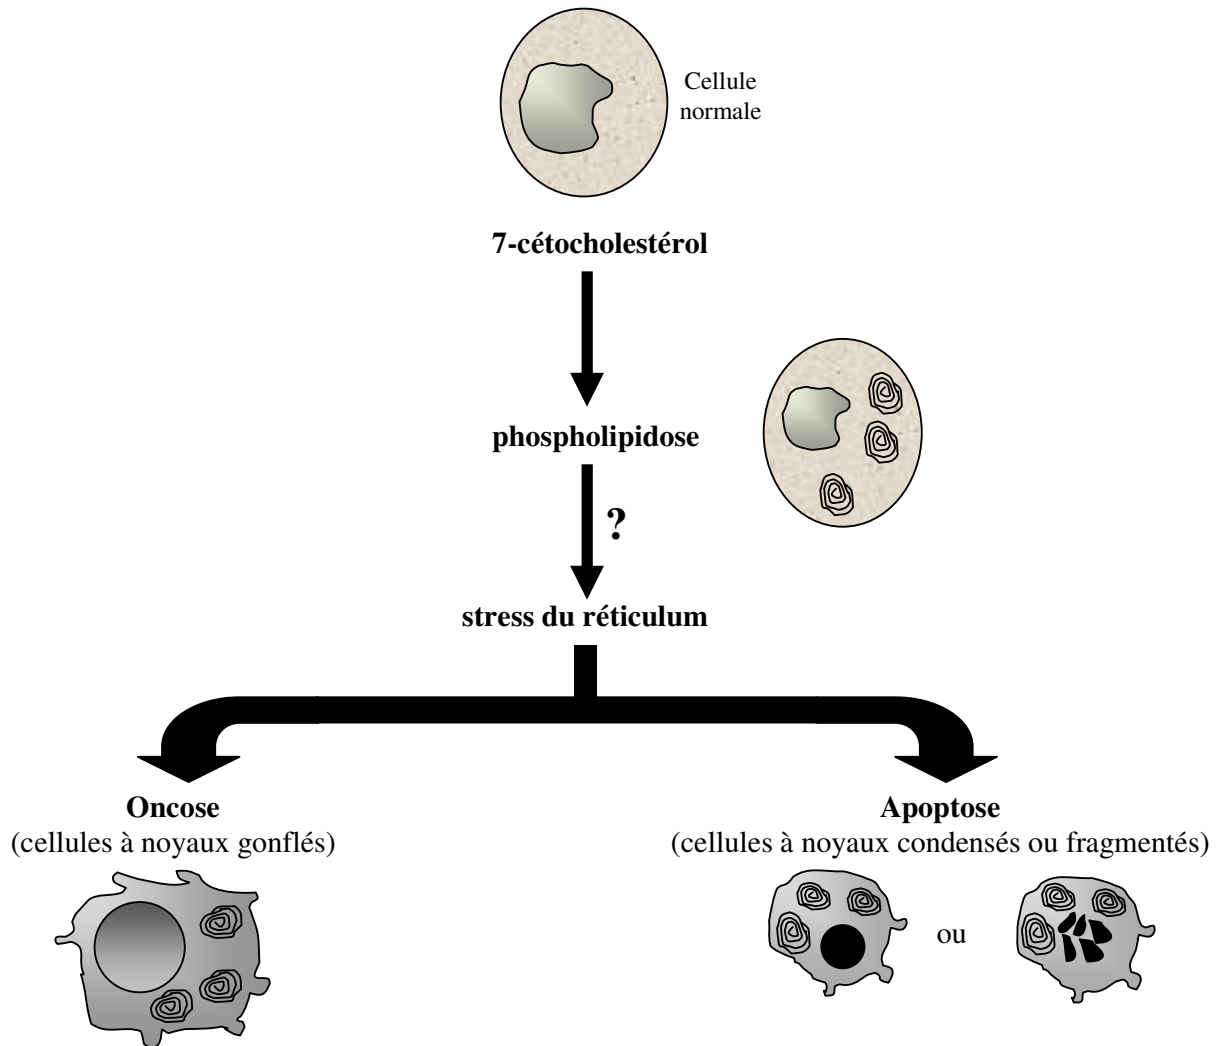 Cellule
normale
7-cétocholestérol
phospholipidose
?
stress du réticulum
Oncose
(cellules à noyaux gonflés)
Apoptose
(cellules à noyaux condensés ou fragmentés)
ou